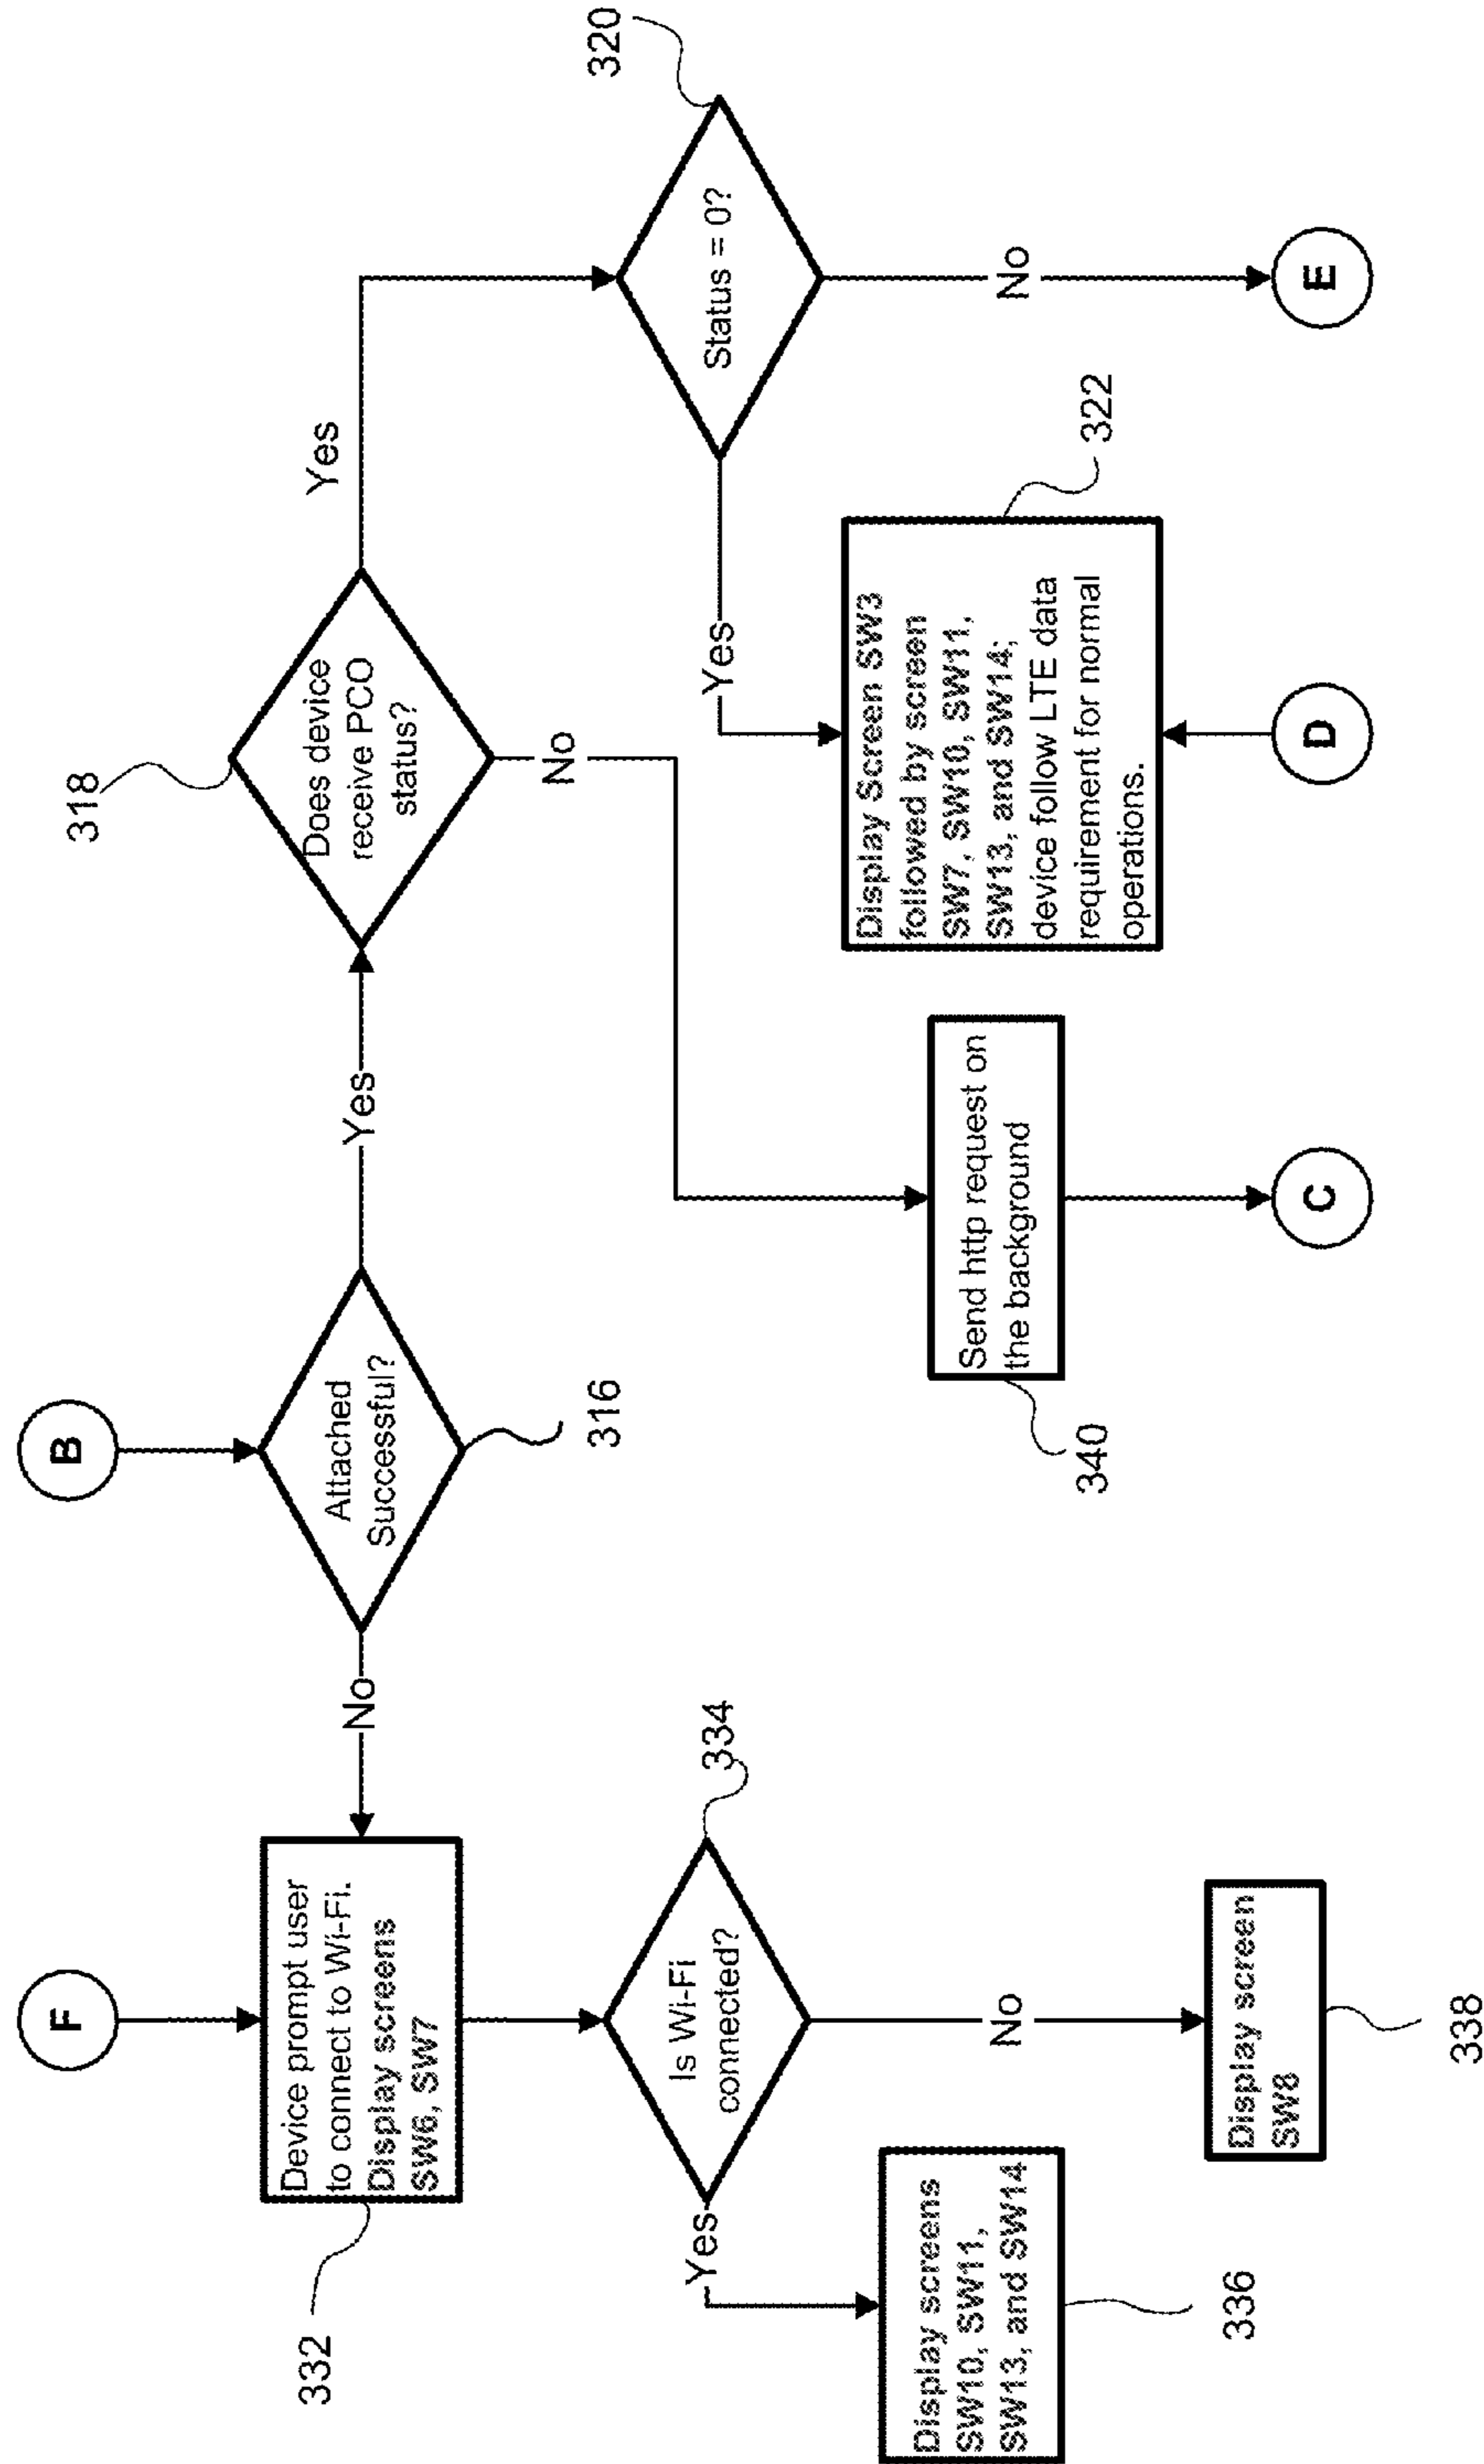 F
B
332
Device prompt user
to connect to Wi-Fi.
Display screens
SW6, SW7
No
Attached
Successful?
316
Yes
318
Does device
receive PCO
status?
Yes
No
320
Status = 0?
Yes
No
334
Is Wi-Fi
connected?
Yes
No
336
Display screens
SW10, SW11,
SW13, and SW14
338
Display screen
SW8
340
Send http request on
the background
C
322
Display Screen SW3
followed by screen
SW7, SW10, SW11,
SW13, and SW14;
device follow LTE data
requirement for normal
operations.
D
E